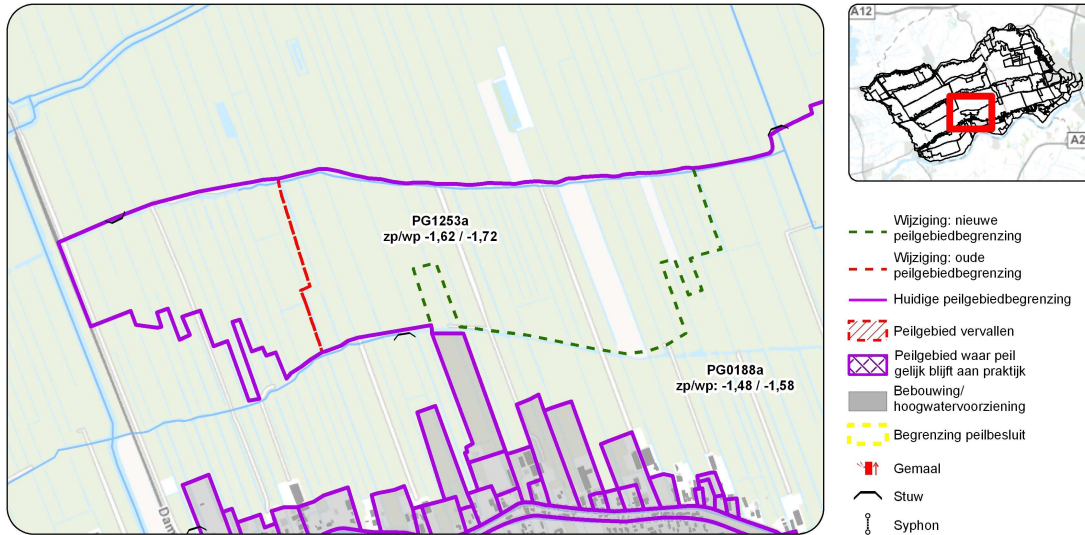 PG1253a
zp/wp -1,62 / -1,72
PG0188a
zp/wp: -1,48 / -1,58
Dam
A12
A2
Wijziging: nieuwe
peilgebiedbegrenzing
Wijziging: oude
peilgebiedbegrenzing
Huidige peilgebiedbegrenzing
Peilgebied vervallen
Peilgebied waar peil
gelijk blijft aan praktijk
Bebouwing/
hoogwatervoorziening
Begrenzing peilbesluit
Gemaal
Stuw
Syphon